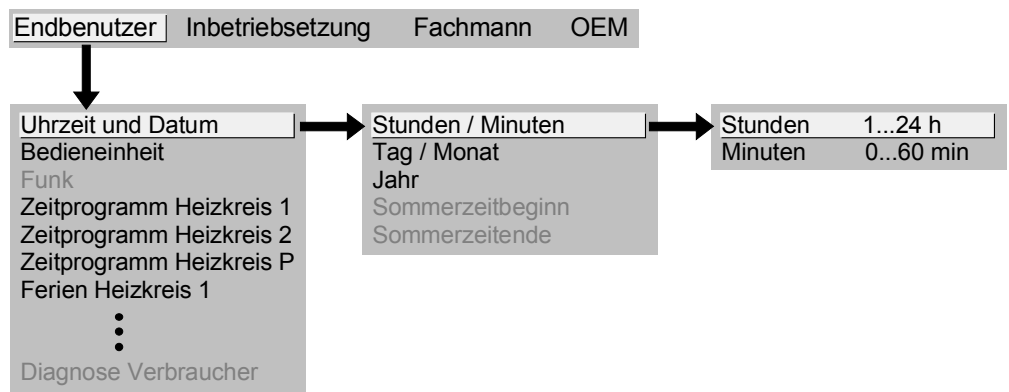 Endbenutzer Inbetriebsetzung Fachmann OEM
Uhrzeit und Datum
Bedieneinheit
Funk
Zeitprogramm Heizkreis 1
Zeitprogramm Heizkreis 2
Zeitprogramm Heizkreis P
Ferien Heizkreis 1
Diagnose Verbraucher
Stunden / Minuten
Tag / Monat
Jahr
Sommerzeitbeginn
Sommerzeitende
Stunden 1...24 h
Minuten 0...60 min